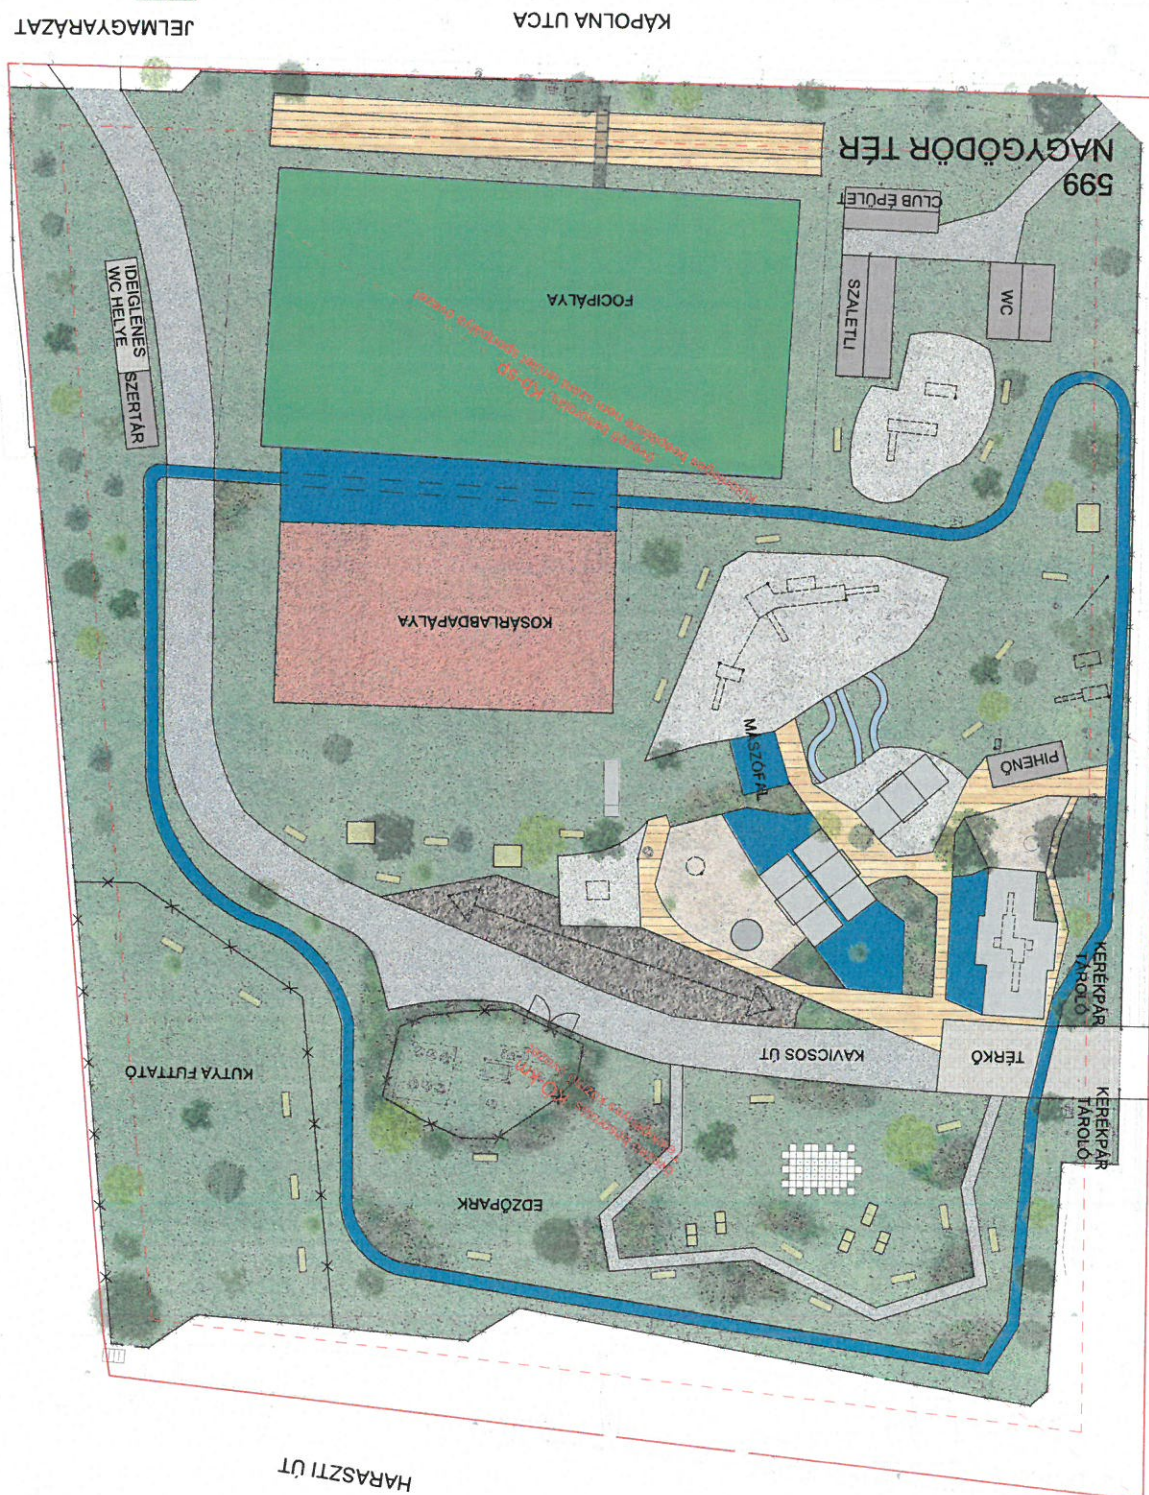 HARASZTI ÚT
EDZŐPARK
KUTYA FUTTATÓ
KERÉKPÁR
TÁROLÓ
KERÉKPÁR
TÁROLÓ
TÉRKŐ
KAVICSOS ÚT
PIHENŐ
MÁSZÓFAL
KOSÁRLABDAPÁLYA
SZERTÁR
IDEIGLENES
WC HELYE
FOCIPÁLYA
SZALETLI
WC
CLUB ÉPÜLET
599
NAGYGÖDÖR TÉR
KÁPOLNA UTCA
JELMAGYARÁZAT